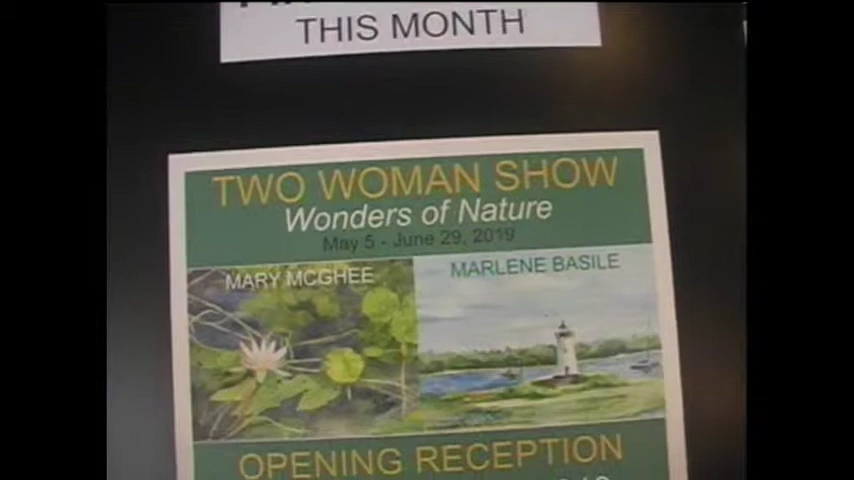 THIS MONTH
TWO WOMAN SHOW
Wonders of Nature
May 5 - June 29, 2019
MARY MCGHEE
MARLENE BASILE
OPENING RECEPTION